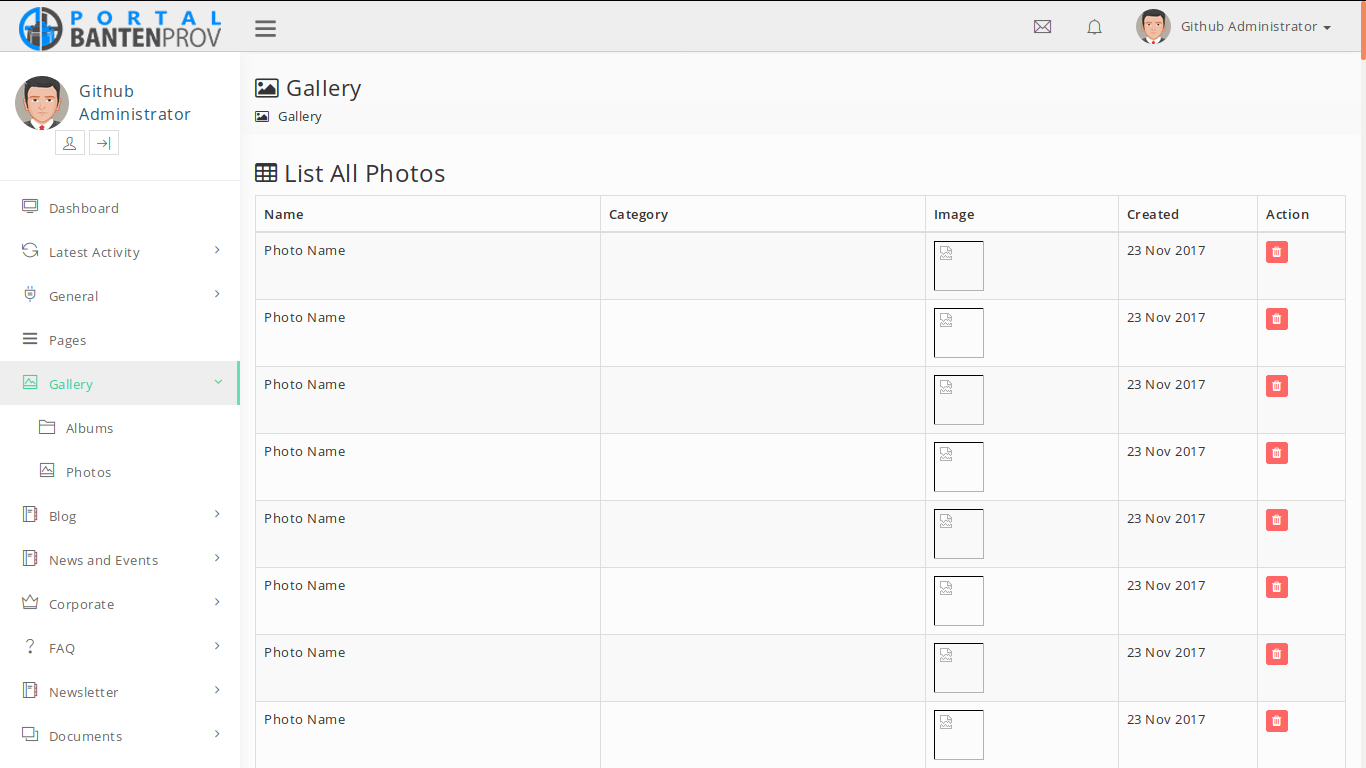 PORTAL
BANTENPROV
Github Administrator
Github
Administrator
Dashboard
Latest Activity
General
Pages
Gallery
Albums
Photos
Blog
News and Events
Corporate
FAQ
Newsletter
Documents
Gallery
Gallery
List All Photos
Name Category Image Created Action
Photo Name 23 Nov 2017
Photo Name 23 Nov 2017
Photo Name 23 Nov 2017
Photo Name 23 Nov 2017
Photo Name 23 Nov 2017
Photo Name 23 Nov 2017
Photo Name 23 Nov 2017
Photo Name 23 Nov 2017